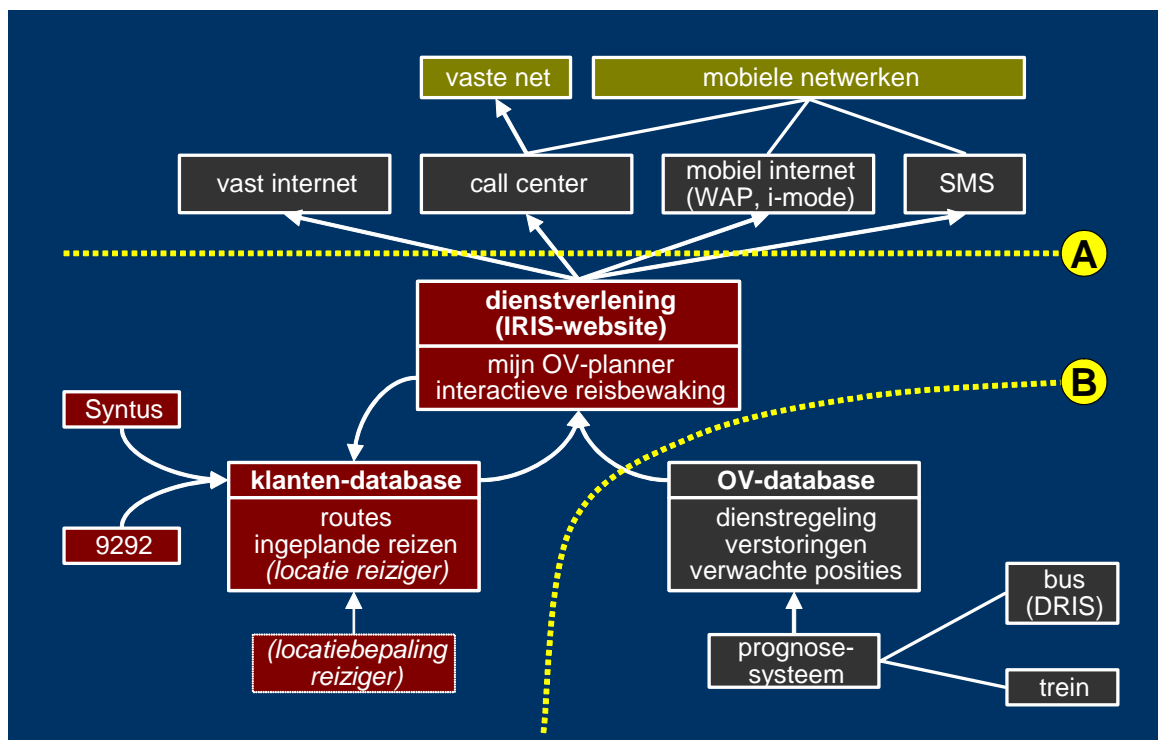 vaste net
mobiele netwerken
vast internet
call center
mobiel internet
(WAP, i-mode)
SMS
A
dienstverlening
(IRIS-website)
mijn OV-planner
interactieve reisbewaking
B
Syntus
9292
klanten-database
routes
ingeplande reizen
(locatie reiziger)
(locatiebepaling
reiziger)
OV-database
dienstregeling
verstoringen
verwachte posities
prognose-
systeem
bus
(DRIS)
trein